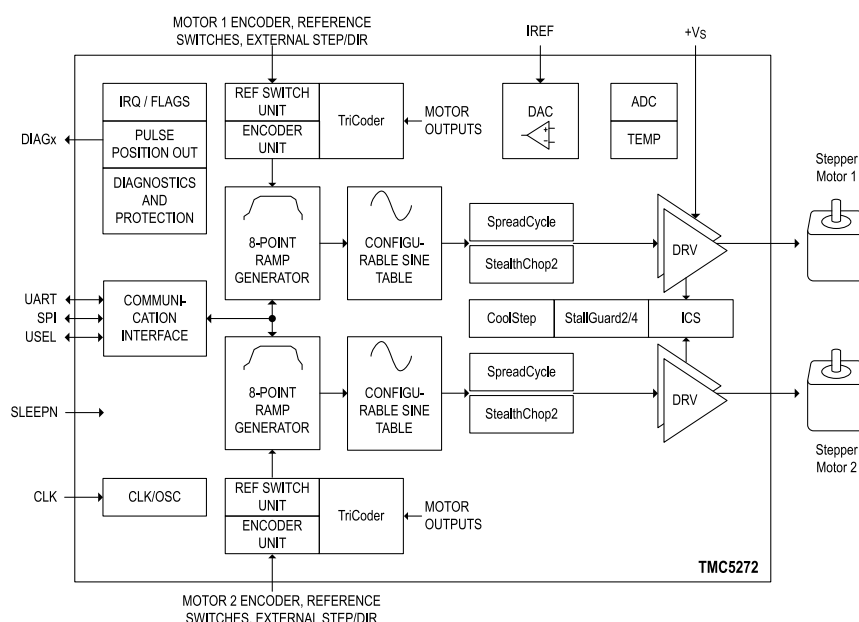 MOTOR 1 ENCODER, REFERENCE
SWITCHES, EXTERNAL STEP/DIR
IREF
+VS
IRQ / FLAGS
REF SWITCH
UNIT
TriCoder
MOTOR
OUTPUTS
DAC
ADC
DIAGx
PULSE
POSITION OUT
ENCODER
UNIT
TEMP
DIAGNOSTICS
AND
PROTECTION
Stepper
Motor 1
8-POINT
RAMP
GENERATOR
CONFIGU-
RABLE SINE
TABLE
SpreadCycle
StealthChop2
DRV
UART
SPI
USEL
COMMUNI-
CATION
INTERFACE
CoolStep
StallGuard2/4
ICS
8-POINT
RAMP
GENERATOR
CONFIGU-
RABLE SINE
TABLE
SpreadCycle
StealthChop2
DRV
SLEEPN
Stepper
Motor 2
CLK
CLK/OSC
REF SWITCH
UNIT
ENCODER
UNIT
TriCoder
MOTOR
OUTPUTS
TMC5272
MOTOR 2 ENCODER, REFERENCE
SWITCHES, EXTERNAL STEP/DIR